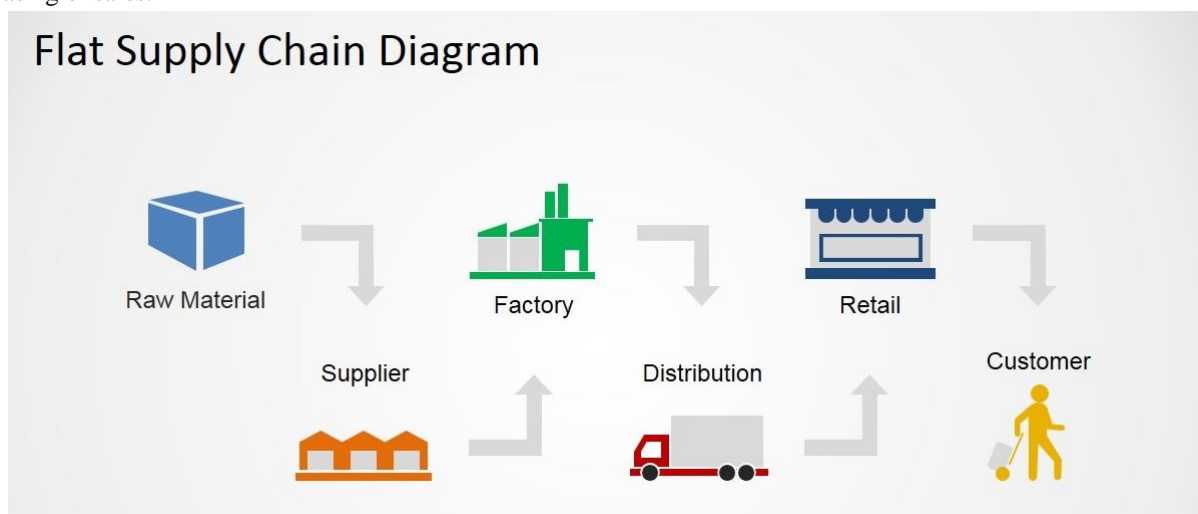 Flat Supply Chain Diagram
Raw Material
Factory
Retail
Supplier
Distribution
Customer